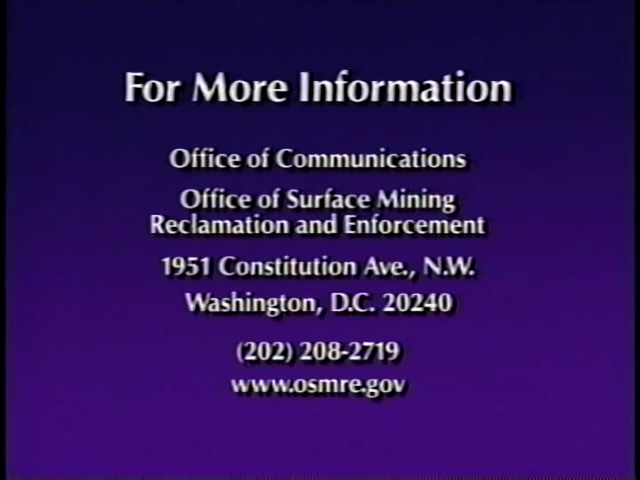 For More Information
Office of Communications
Office of Surface Mining
Reclamation and Enforcement
1951 Constitution Ave., N.W.
Washington, D.C. 20240
(202) 208-2719
www.osmre.gov